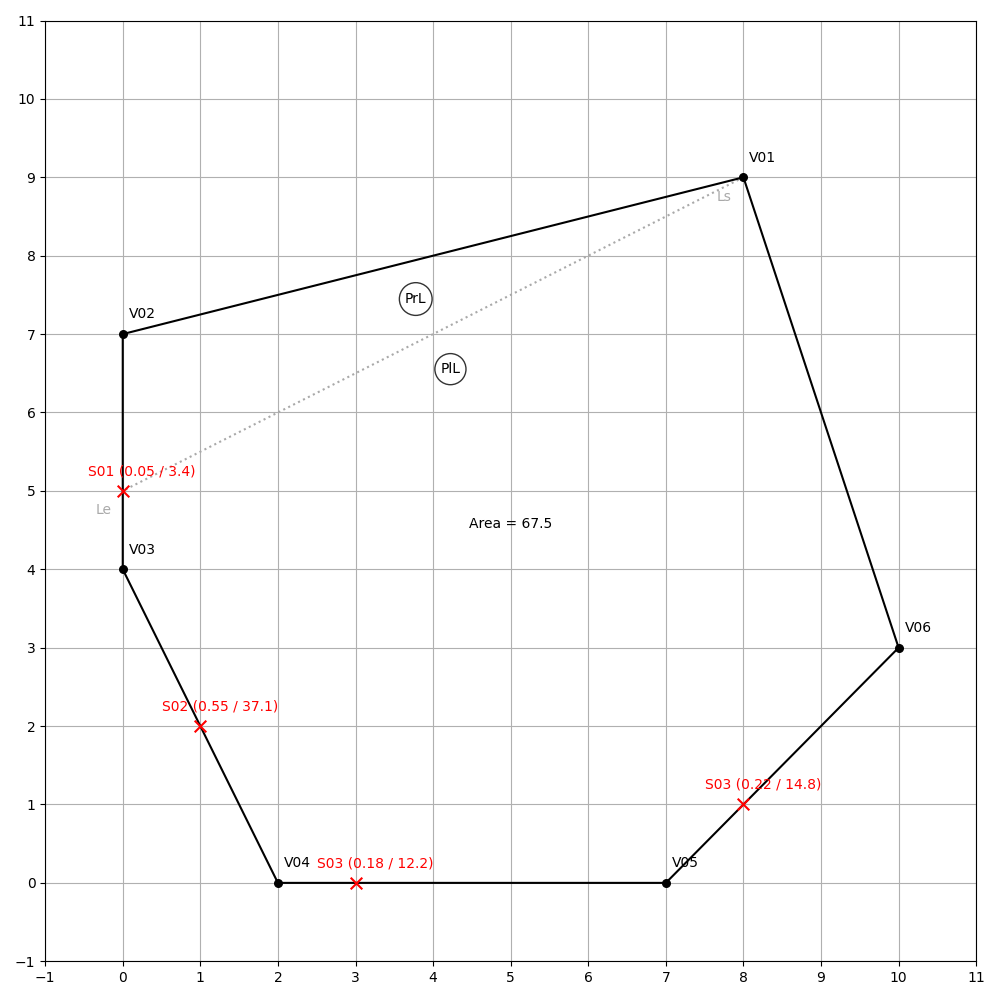 11
10
9
8
7
6
5
4
3
2
1
0
−1
V01
Ls
PrL
V02
PlL
S01 (0.05 / 3.4)
Le
Area = 67.5
V03
V06
S02 (0.55 / 37.1)
S03 (0.22 / 14.8)
V04
S03 (0.18 / 12.2)
V05
−1 0 1 2 3 4 5 6 7 8 9 10 11